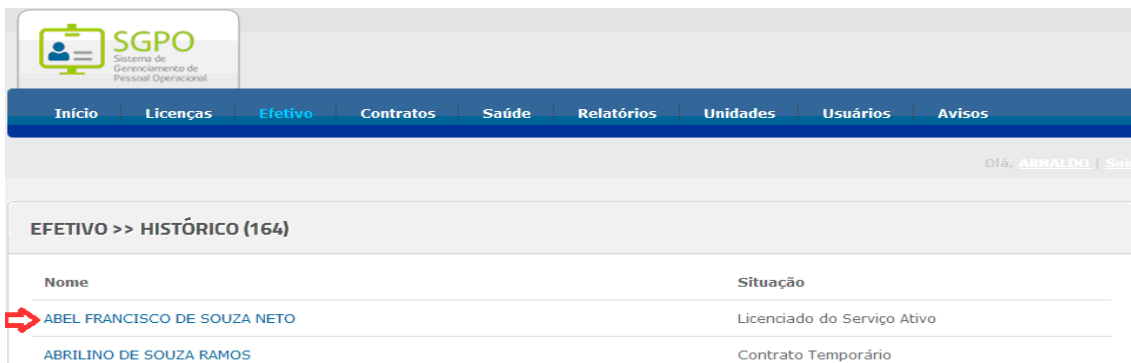 SGPO
Sistema de
Gerenciamento de
Pessoal Operacional
Início Licenças Efetivo Contratos Saúde Relatórios Unidades Usuários Avisos
Olá, ARNALDO | Sai
EFETIVO >> HISTÓRICO (164)
Nome Situação
ABEL FRANCISCO DE SOUZA NETO Licenciado do Serviço Ativo
ABRILINO DE SOUZA RAMOS Contrato Temporário